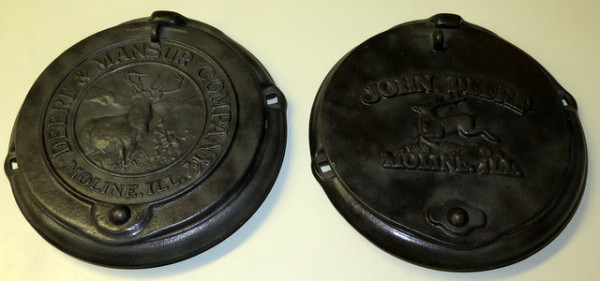 DEERE & MANSUR COMPANY
MOLINE, ILL.
JOHN DEERE
MOLINE, ILL.